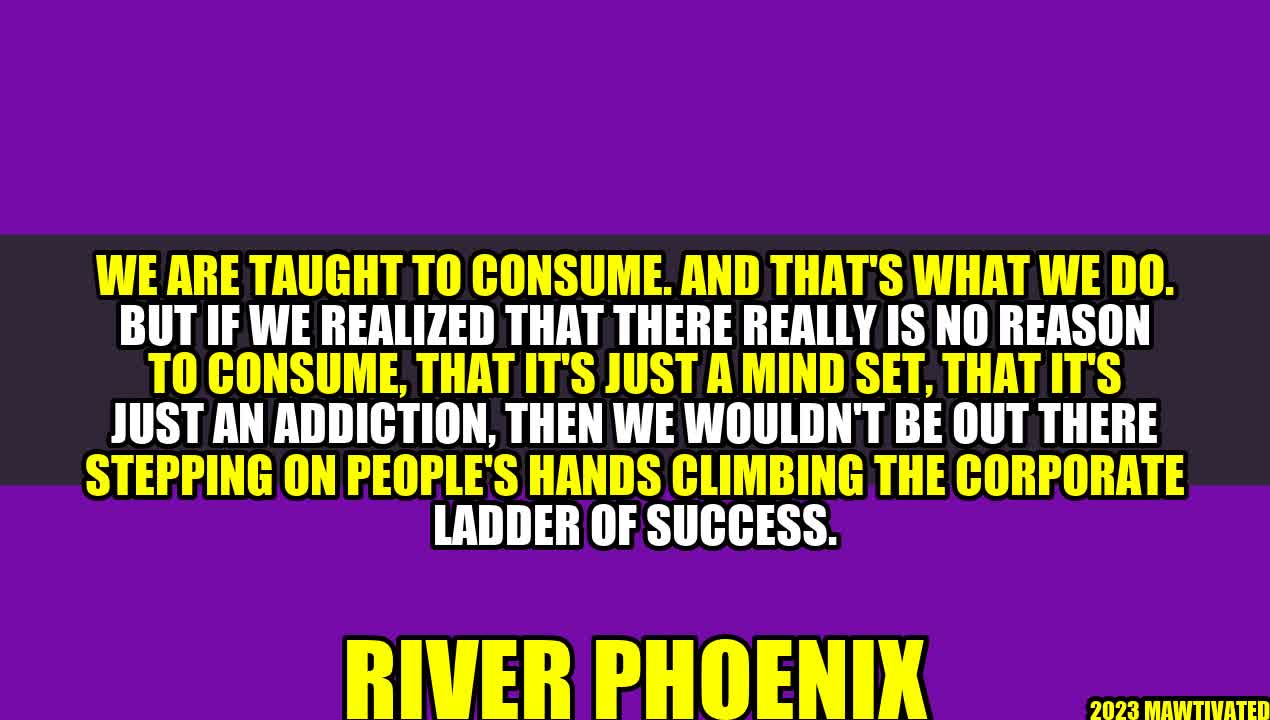 WE ARE TAUGHT TO CONSUME. AND THAT'S WHAT WE DO.
BUT IF WE REALIZED THAT THERE REALLY IS NO REASON
TO CONSUME, THAT IT'S JUST A MIND SET, THAT IT'S
JUST AN ADDICTION, THEN WE WOULDN'T BE OUT THERE
STEPPING ON PEOPLE'S HANDS CLIMBING THE CORPORATE
LADDER OF SUCCESS.
RIVER PHOENIX
2023 MAWTIVATED